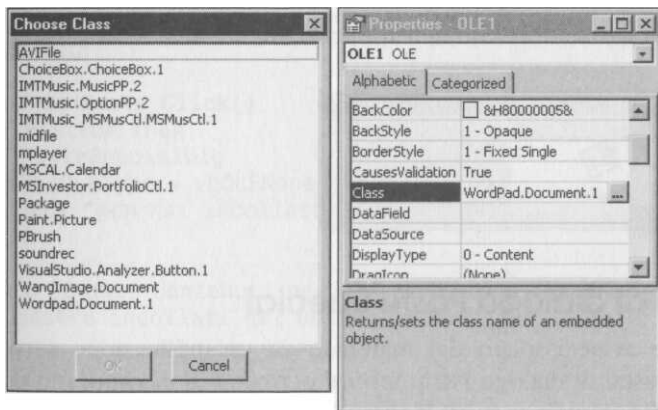 Choose Class
AVIFile
ChoiceBox.ChoiceBox.1
IMTMusic.MusicPP.2
IMTMusic.OptionPP.2
IMTMusic_MSMusCtl.MSMusCtl.1
midfile
mplayer
MSCAL.Calendar
MSInvestor.PortfolioCtl.1
Package
Paint.Picture
PBrush
soundrec
VisualStudio.Analyzer.Button.1
WangImage.Document
Wordpad.Document.1
OK Cancel
Properties - OLE1
OLE1 OLE
Alphabetic Categorized
BackColor &H80000005&
BackStyle 1 - Opaque
BorderStyle 1 - Fixed Single
CausesValidation True
Class WordPad.Document.1 ...
DataField
DataSource
DisplayType 0 - Content
DragIcon (None)
Class
Returns/sets the class name of an embedded
object.